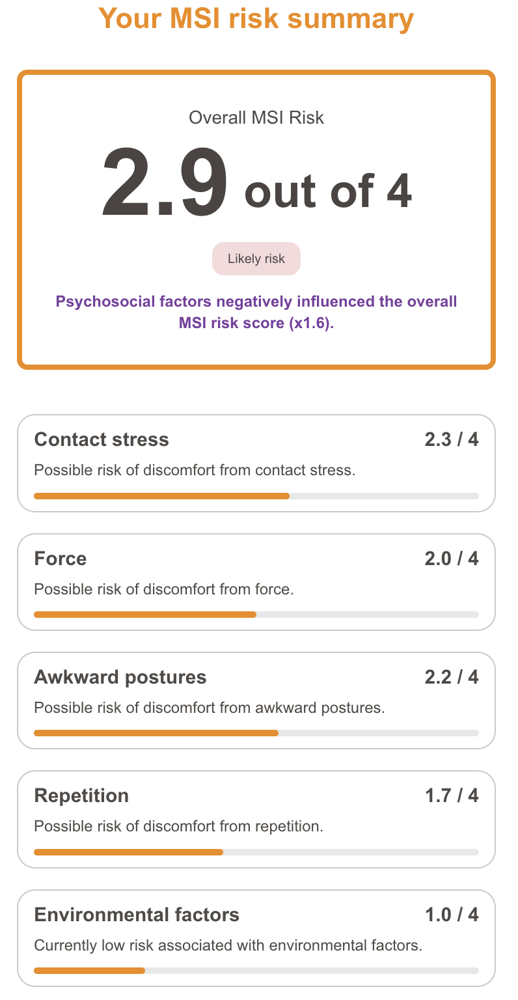 Your MSI risk summary
Overall MSI Risk
2.9 out of 4
Likely risk
Psychosocial factors negatively influenced the overall
MSI risk score (x1.6).
Contact stress 2.3 / 4
Possible risk of discomfort from contact stress.
Force 2.0 / 4
Possible risk of discomfort from force.
Awkward postures 2.2 / 4
Possible risk of discomfort from awkward postures.
Repetition 1.7 / 4
Possible risk of discomfort from repetition.
Environmental factors 1.0 / 4
Currently low risk associated with environmental factors.